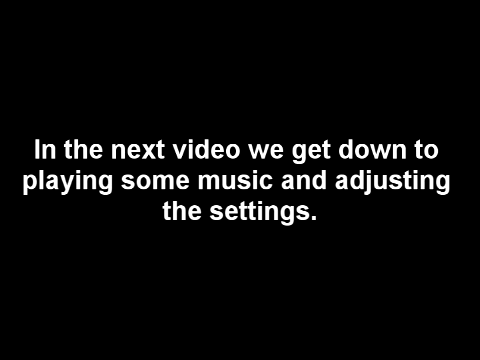 In the next video we get down to
playing some music and adjusting
the settings.